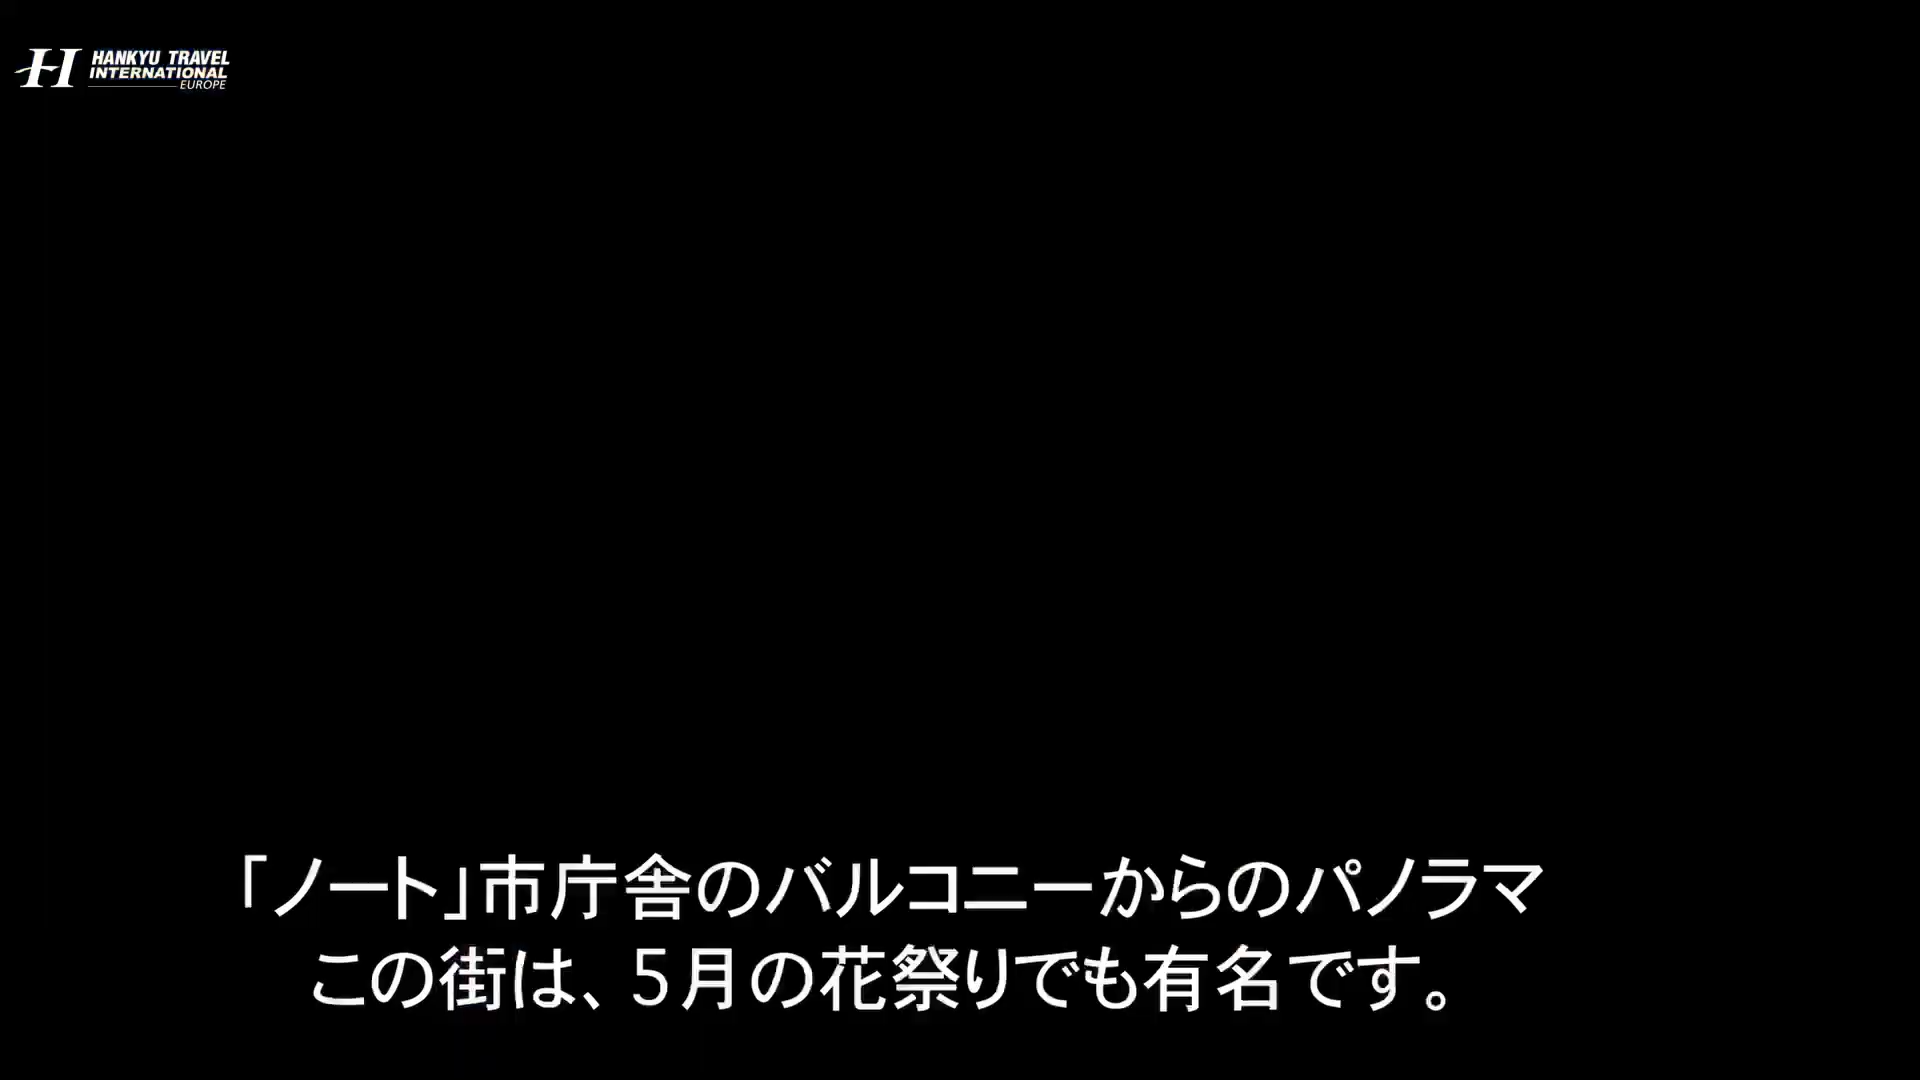 HANKYU TRAVEL
INTERNATIONAL
EUROPE
「ノート」市庁舎のバルコニーからのパノラマ
この街は、5月の花祭りでも有名です。